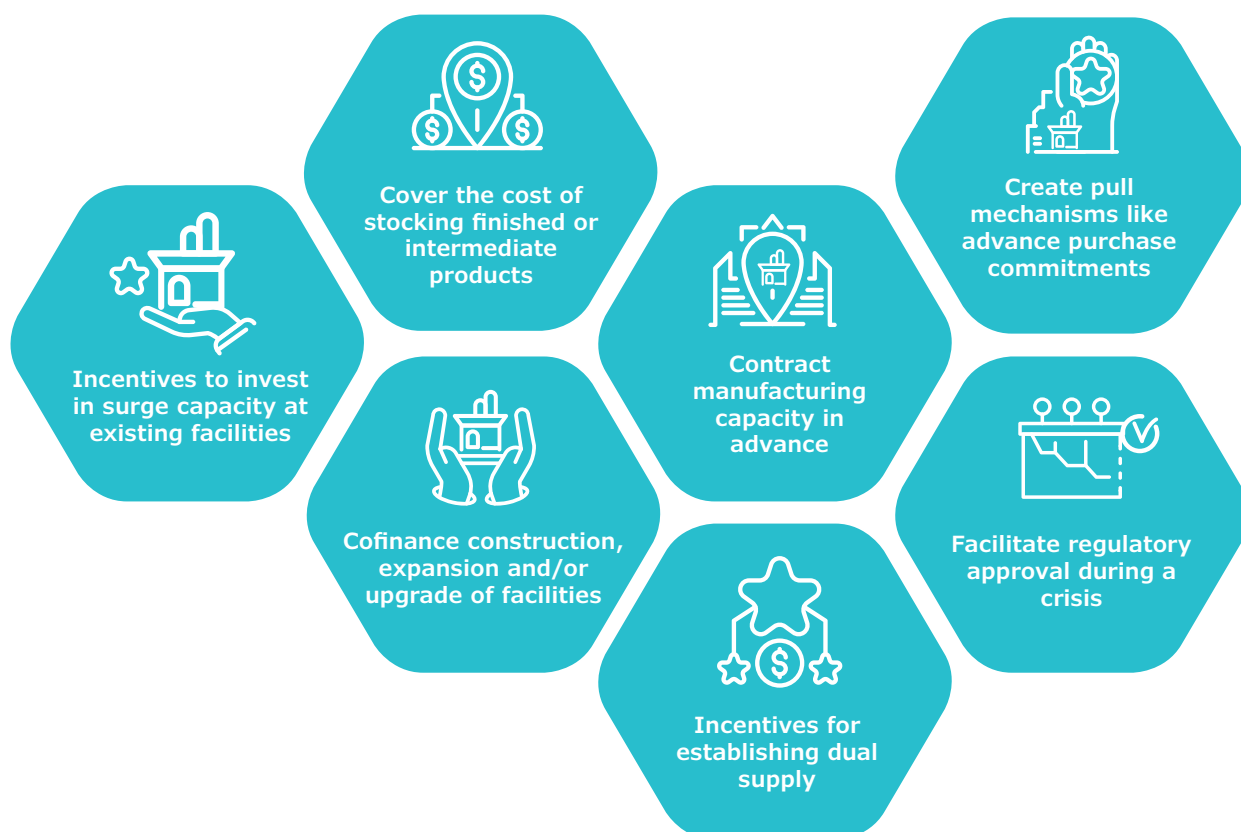 Cover the cost of
stocking finished or
intermediate
products
Create pull
mechanisms like
advance purchase
commitments
Incentives to invest
in surge capacity at
existing facilities
Contract
manufacturing
capacity in
advance
Cofinance construction,
expansion and/or
upgrade of facilities
Facilitate regulatory
approval during a
crisis
Incentives for
establishing dual
supply